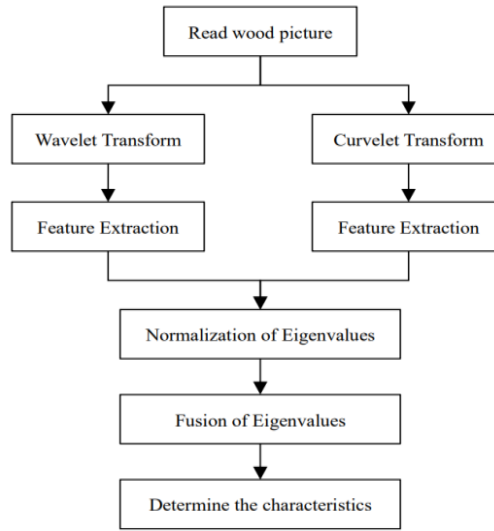 Read wood picture
Wavelet Transform
Curvelet Transform
Feature Extraction
Feature Extraction
Normalization of Eigenvalues
Fusion of Eigenvalues
Determine the characteristics